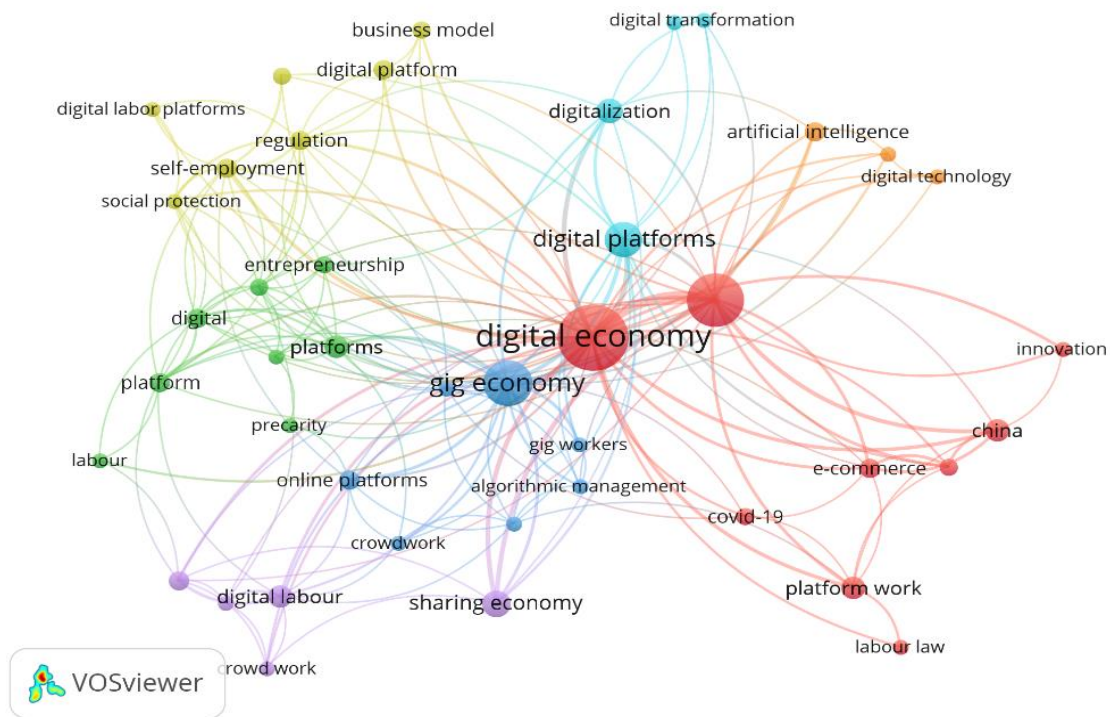 digital transformation
business model
digital platform
digital labor platforms
digitalization
artificial intelligence
regulation
self-employment
digital technology
social protection
digital platforms
entrepreneurship
digital
digital economy
platforms
innovation
platform
gig economy
precarity
china
gig workers
labour
e-commerce
online platforms
algorithmic management
covid-19
crowdwork
platform work
digital labour
sharing economy
labour law
crowd work
VOSviewer